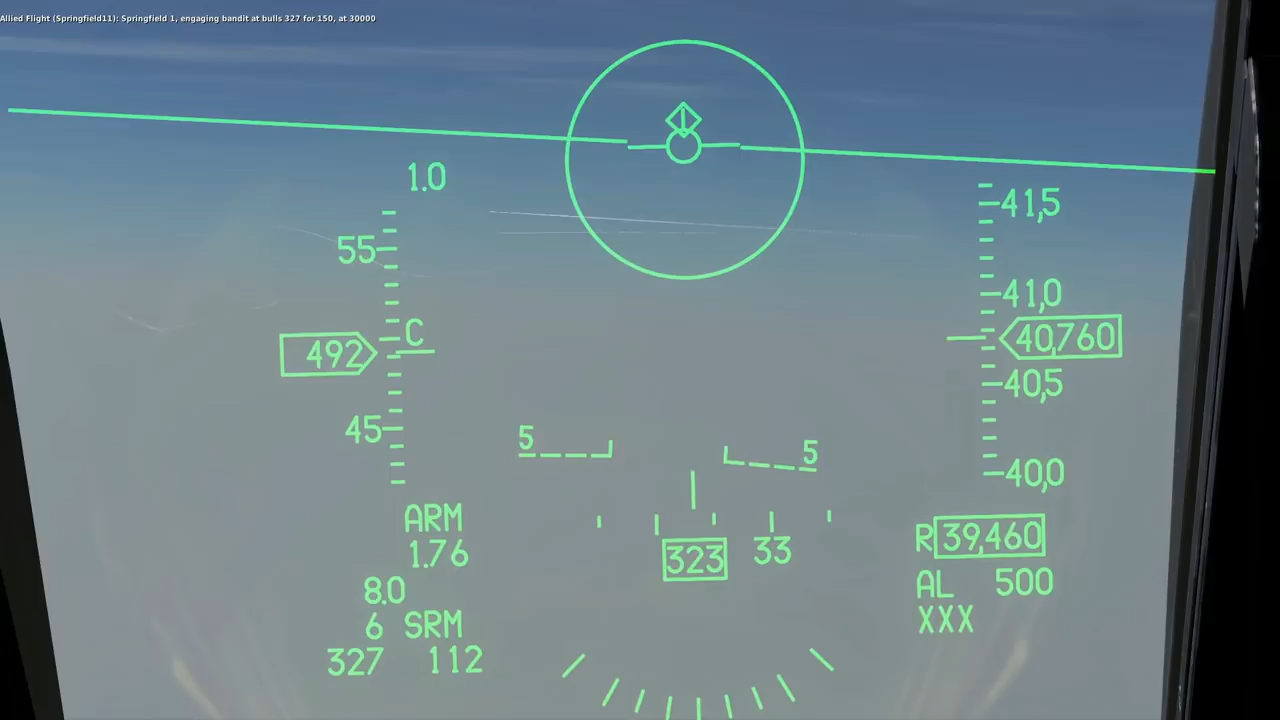 Allied Flight (Springfield11): Springfield 1, engaging bandit at bulls 327 for 150, at 30000
1.0
41,5
55
41,0
C
492
40,760
40,5
45
5
5
40,0
ARM
1.76
323
33
R 39,460
8.0
AL 500
6 SRM
XXX
327 112